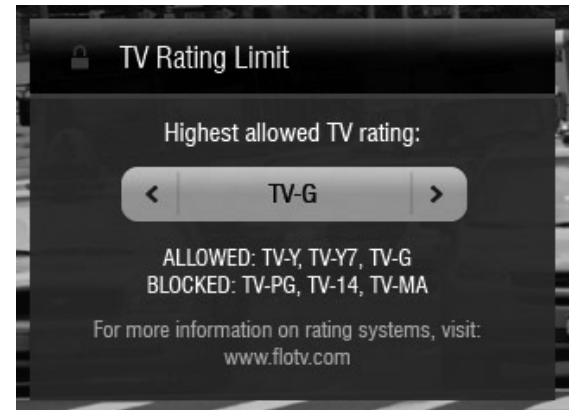 TV Rating Limit
Highest allowed TV rating:
TV-G
ALLOWED: TV-Y, TV-Y7, TV-G
BLOCKED: TV-PG, TV-14, TV-MA
For more information on rating systems, visit:
www.flotv.com